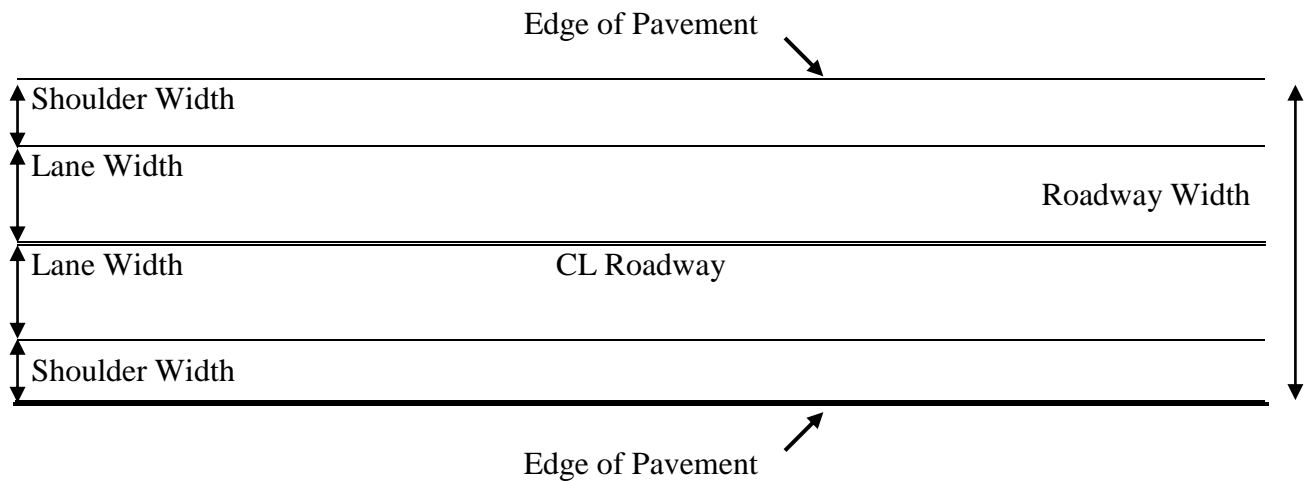 Edge of Pavement
Shoulder Width
Lane Width
Roadway Width
Lane Width
CL Roadway
Shoulder Width
Edge of Pavement